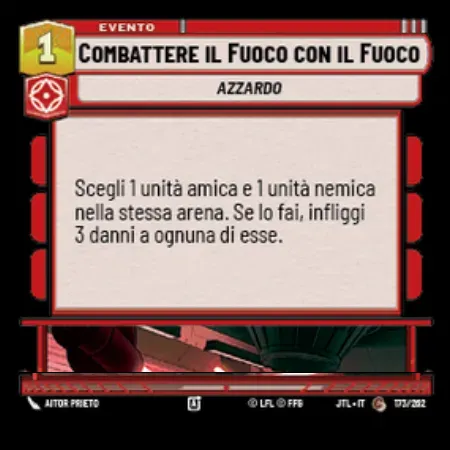 EVENTO
1
COMBATTERE IL FUOCO CON IL FUOCO
AZZARDO
Scegli 1 unità amica e 1 unità nemica
nella stessa arena. Se lo fai, infliggi
3 danni a ognuna di esse.
AITOR PRIETO
© LFL ℗ FFG
JTL • IT
173/262